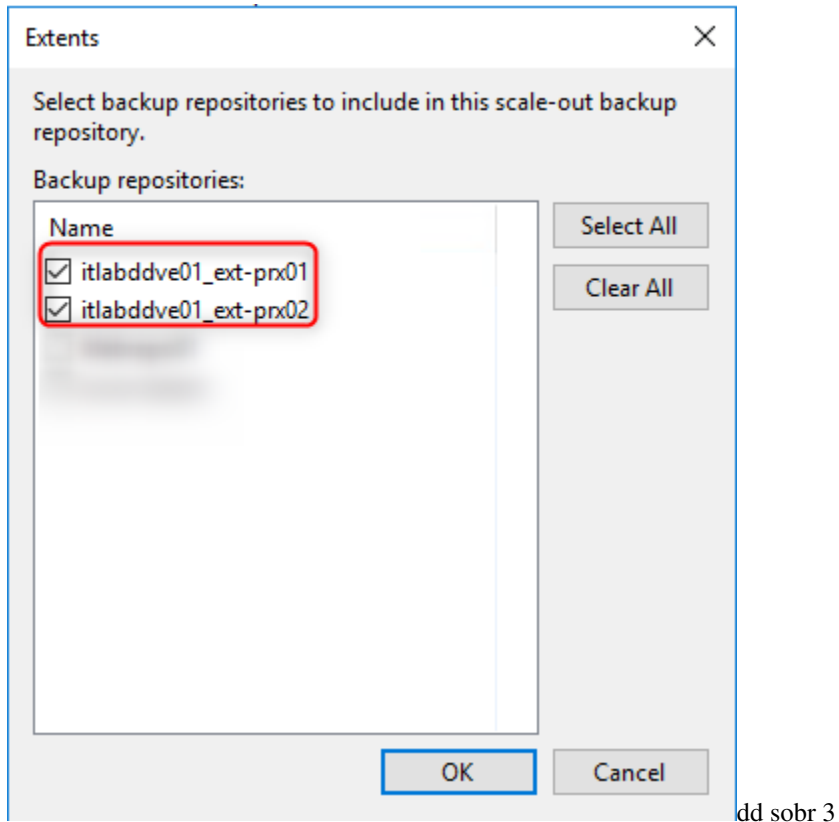 Extents
Select backup repositories to include in this scale-out backup
repository.
Backup repositories:
Name
Select All
itlabddve01_ext-prx01
Clear All
itlabddve01_ext-prx02
OK
Cancel
dd sobr 3